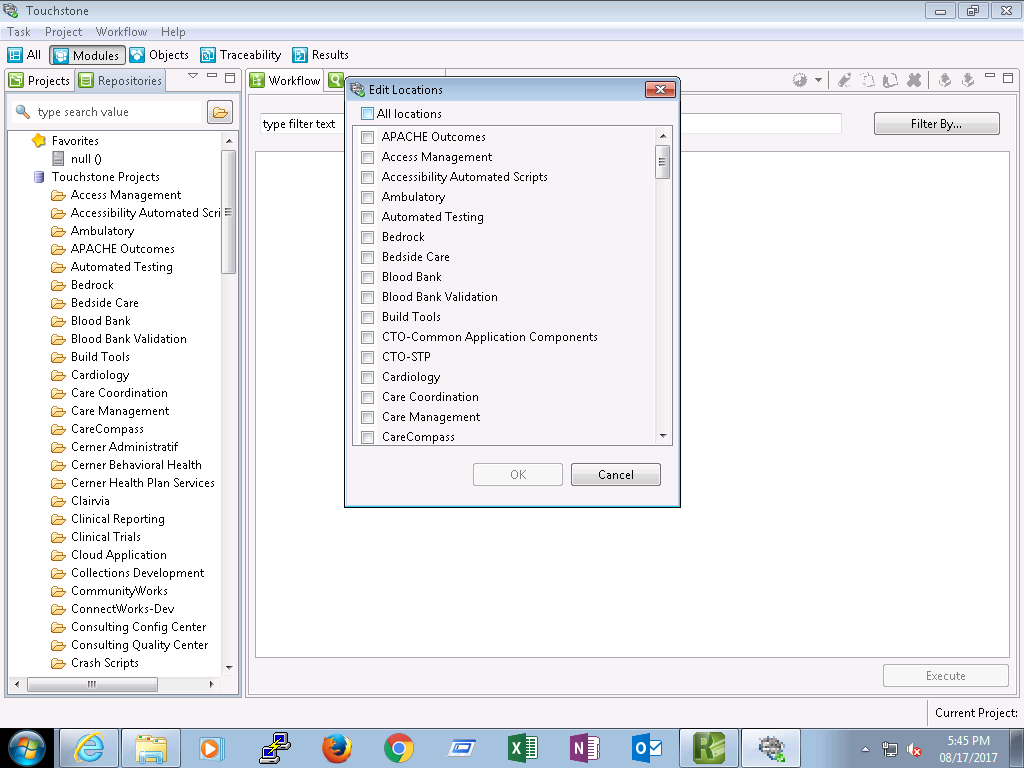 Touchstone
Task Project Workflow Help
All Modules Objects Traceability Results
Projects Repositories
type search value
Favorites
null ()
Touchstone Projects
Access Management
Accessibility Automated Scri
Ambulatory
APACHE Outcomes
Automated Testing
Bedrock
Bedside Care
Blood Bank
Blood Bank Validation
Build Tools
Cardiology
Care Coordination
Care Management
CareCompass
Cerner Administratif
Cerner Behavioral Health
Cerner Health Plan Services
Clairvia
Clinical Reporting
Clinical Trials
Cloud Application
Collections Development
CommunityWorks
ConnectWorks-Dev
Consulting Config Center
Consulting Quality Center
Crash Scripts
Workflow
type filter text
Filter By...
Edit Locations
All locations
APACHE Outcomes
Access Management
Accessibility Automated Scripts
Ambulatory
Automated Testing
Bedrock
Bedside Care
Blood Bank
Blood Bank Validation
Build Tools
CTO-Common Application Components
CTO-STP
Cardiology
Care Coordination
Care Management
CareCompass
OK Cancel
Execute
Current Project:
5:45 PM
08/17/2017